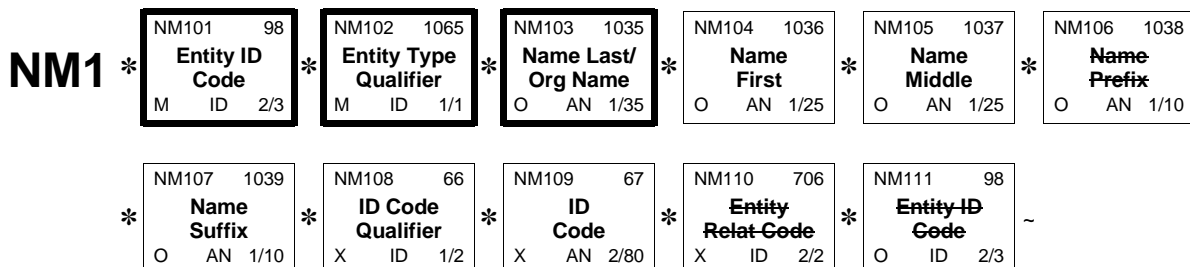 NM101 98 NM102 1065 NM103 1035 NM104 1036 NM105 1037 NM106 1038
NM1 * Entity ID Code * Entity Type Qualifier * Name Last/ Org Name * Name First * Name Middle * Name Prefix
M ID 2/3 M ID 1/1 O AN 1/35 O AN 1/25 O AN 1/25 O AN 1/10
NM107 1039 NM108 66 NM109 67 NM110 706 NM111 98
* Name Suffix * ID Code Qualifier * ID Code * Entity Relat Code * Entity ID Code ~
O AN 1/10 X ID 1/2 X AN 2/80 X ID 2/2 O ID 2/3